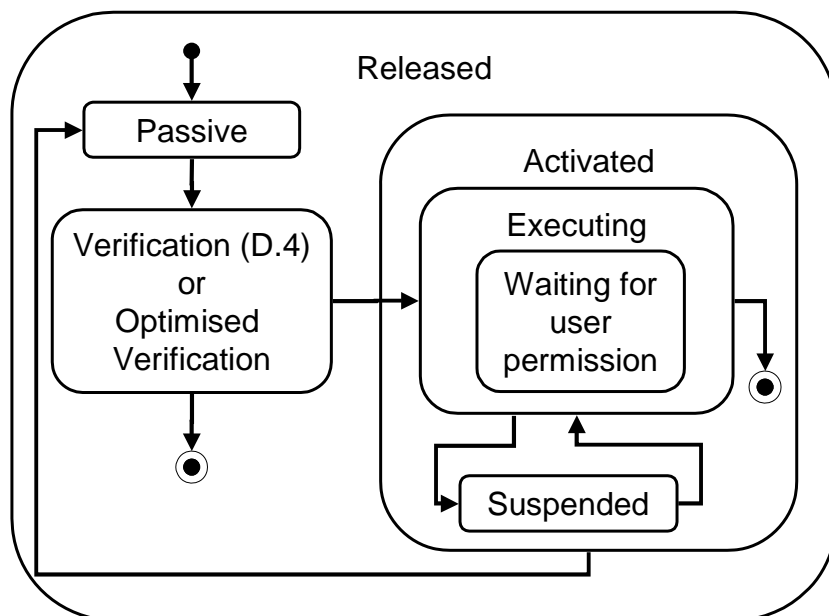 Released
Passive
Verification (D.4)
or
Optimised
Verification
Activated
Executing
Waiting for
user
permission
Suspended